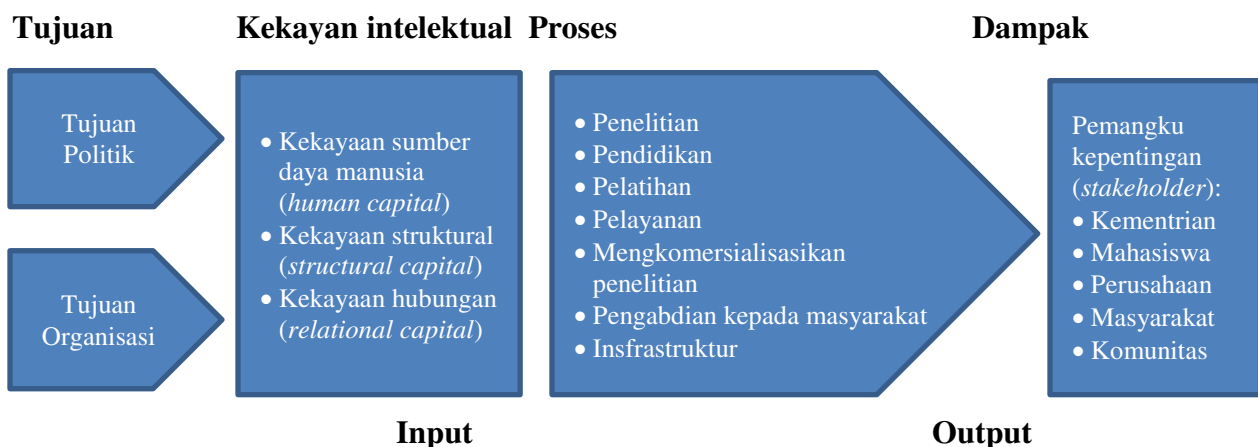 Tujuan
Kekayan intelektual Proses
Dampak
Tujuan
Politik
Tujuan
Organisasi
• Kekayaan sumber
daya manusia
(human capital)
• Kekayaan struktural
(structural capital)
• Kekayaan hubungan
(relational capital)
• Penelitian
• Pendidikan
• Pelatihan
• Pelayanan
• Mengkomersialisasikan
penelitian
• Pengabdian kepada masyarakat
• Insfrastruktur
Pemangku
kepentingan
(stakeholder):
• Kementrian
• Mahasiswa
• Perusahaan
• Masyarakat
• Komunitas
Input
Output